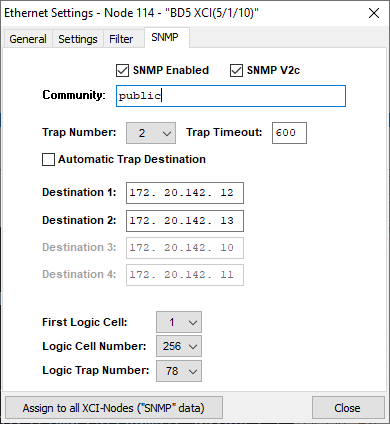 Ethernet Settings - Node 114 - "BD5 XCI(5/1/10)"
General Settings Filter SNMP
SNMP Enabled SNMP V2c
Community: public
Trap Number: 2 Trap Timeout: 600
Automatic Trap Destination
Destination 1: 172. 20.142. 12
Destination 2: 172. 20.142. 13
Destination 3: 172. 20.142. 10
Destination 4: 172. 20.142. 11
First Logic Cell: 1
Logic Cell Number: 256
Logic Trap Number: 78
Assign to all XCI-Nodes ("SNMP" data) Close